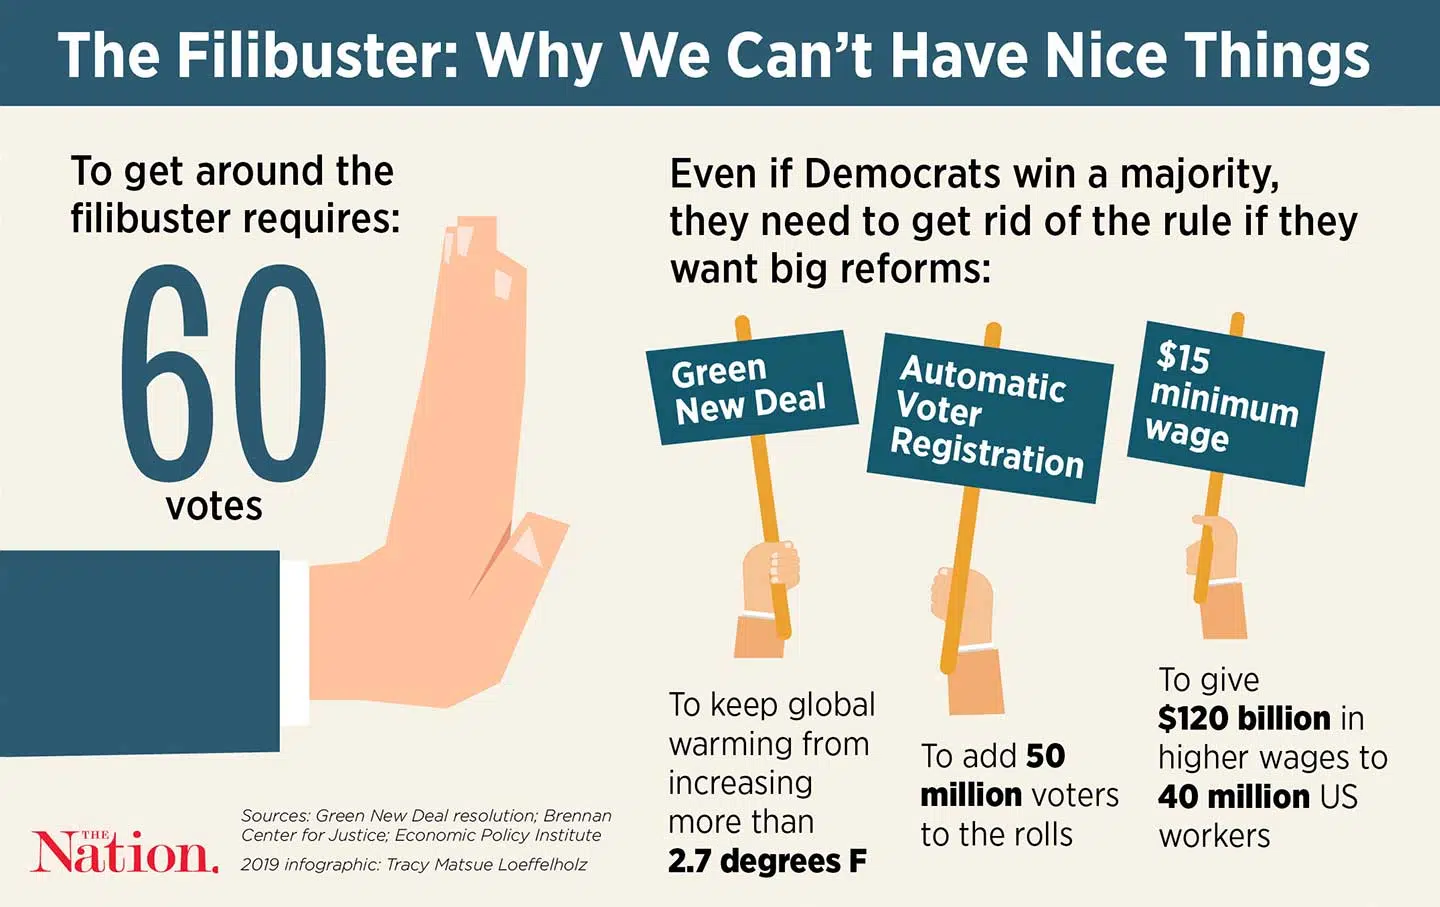 The Filibuster: Why We Can’t Have Nice Things
To get around the
filibuster requires:
60
votes
Even if Democrats win a majority,
they need to get rid of the rule if they
want big reforms:
Green
New Deal
To keep global
warming from
increasing
more than
2.7 degrees F
Automatic
Voter
Registration
To add 50
million voters
to the rolls
$15
minimum
wage
To give
$120 billion in
higher wages to
40 million US
workers
THE
Nation.
Sources: Green New Deal resolution; Brennan
Center for Justice; Economic Policy Institute
2019 infographic: Tracy Matsue Loeffelholz